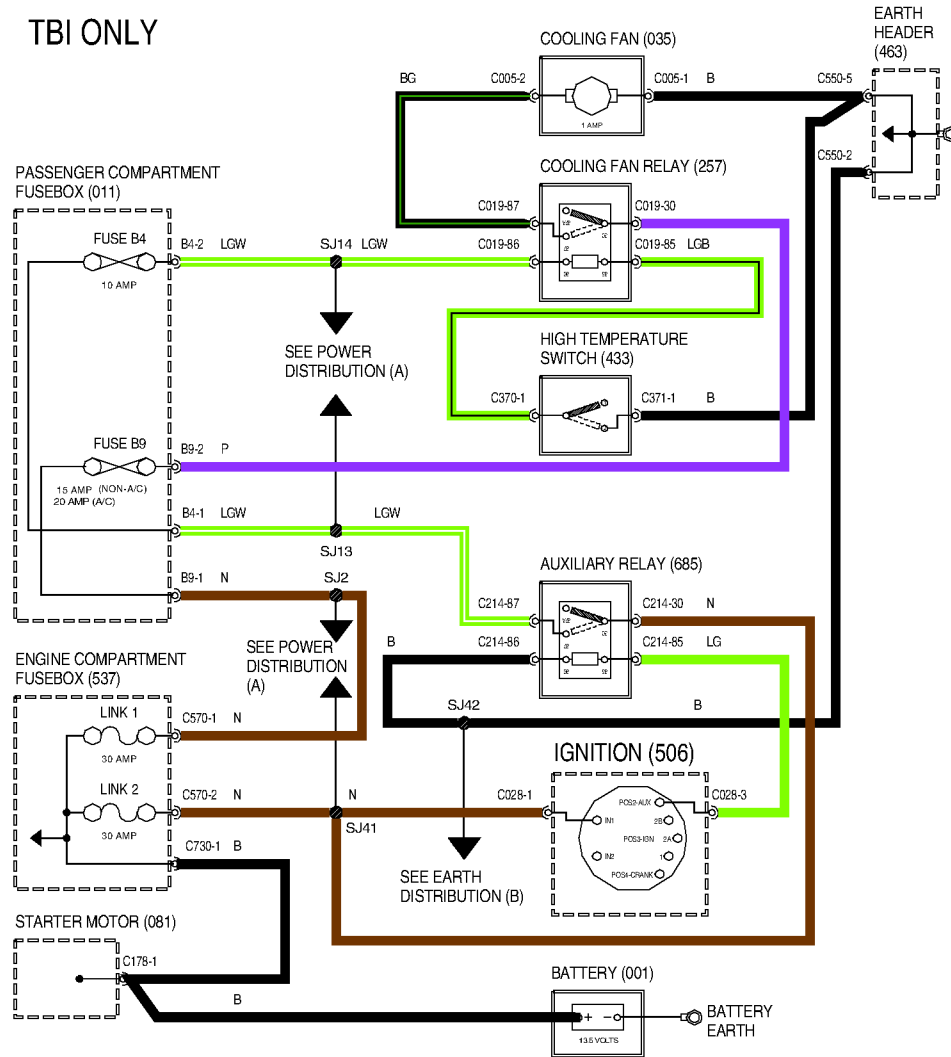 TBI ONLY
EARTH
HEADER
(463)
COOLING FAN (035)
BG
C005-2
C005-1
B
C550-5
1 AMP
C550-2
PASSENGER COMPARTMENT
FUSEBOX (011)
COOLING FAN RELAY (257)
C019-87
C019-30
FUSE B4
B4-2
LGW
SJ14
LGW
C019-86
C019-85
LGB
10 AMP
SEE POWER
DISTRIBUTION (A)
HIGH TEMPERATURE
SWITCH (433)
C370-1
C371-1
B
FUSE B9
B9-2
P
15 AMP (NON-A/C)
20 AMP (A/C)
B4-1
LGW
LGW
SJ13
AUXILIARY RELAY (685)
B9-1
N
SJ2
C214-87
C214-30
N
SEE POWER
DISTRIBUTION
(A)
B
C214-86
C214-85
LG
ENGINE COMPARTMENT
FUSEBOX (537)
SJ42
B
LINK 1
C570-1
N
30 AMP
IGNITION (506)
LINK 2
C570-2
N
N
C028-1
POS2-AUX
C028-3
IN1
2B
30 AMP
SJ41
POS3-IGN
2A
C730-1
B
IN2
1
POS4-CRANK
SEE EARTH
DISTRIBUTION (B)
STARTER MOTOR (081)
C178-1
B
BATTERY (001)
+
-
13.5 VOLTS
BATTERY
EARTH